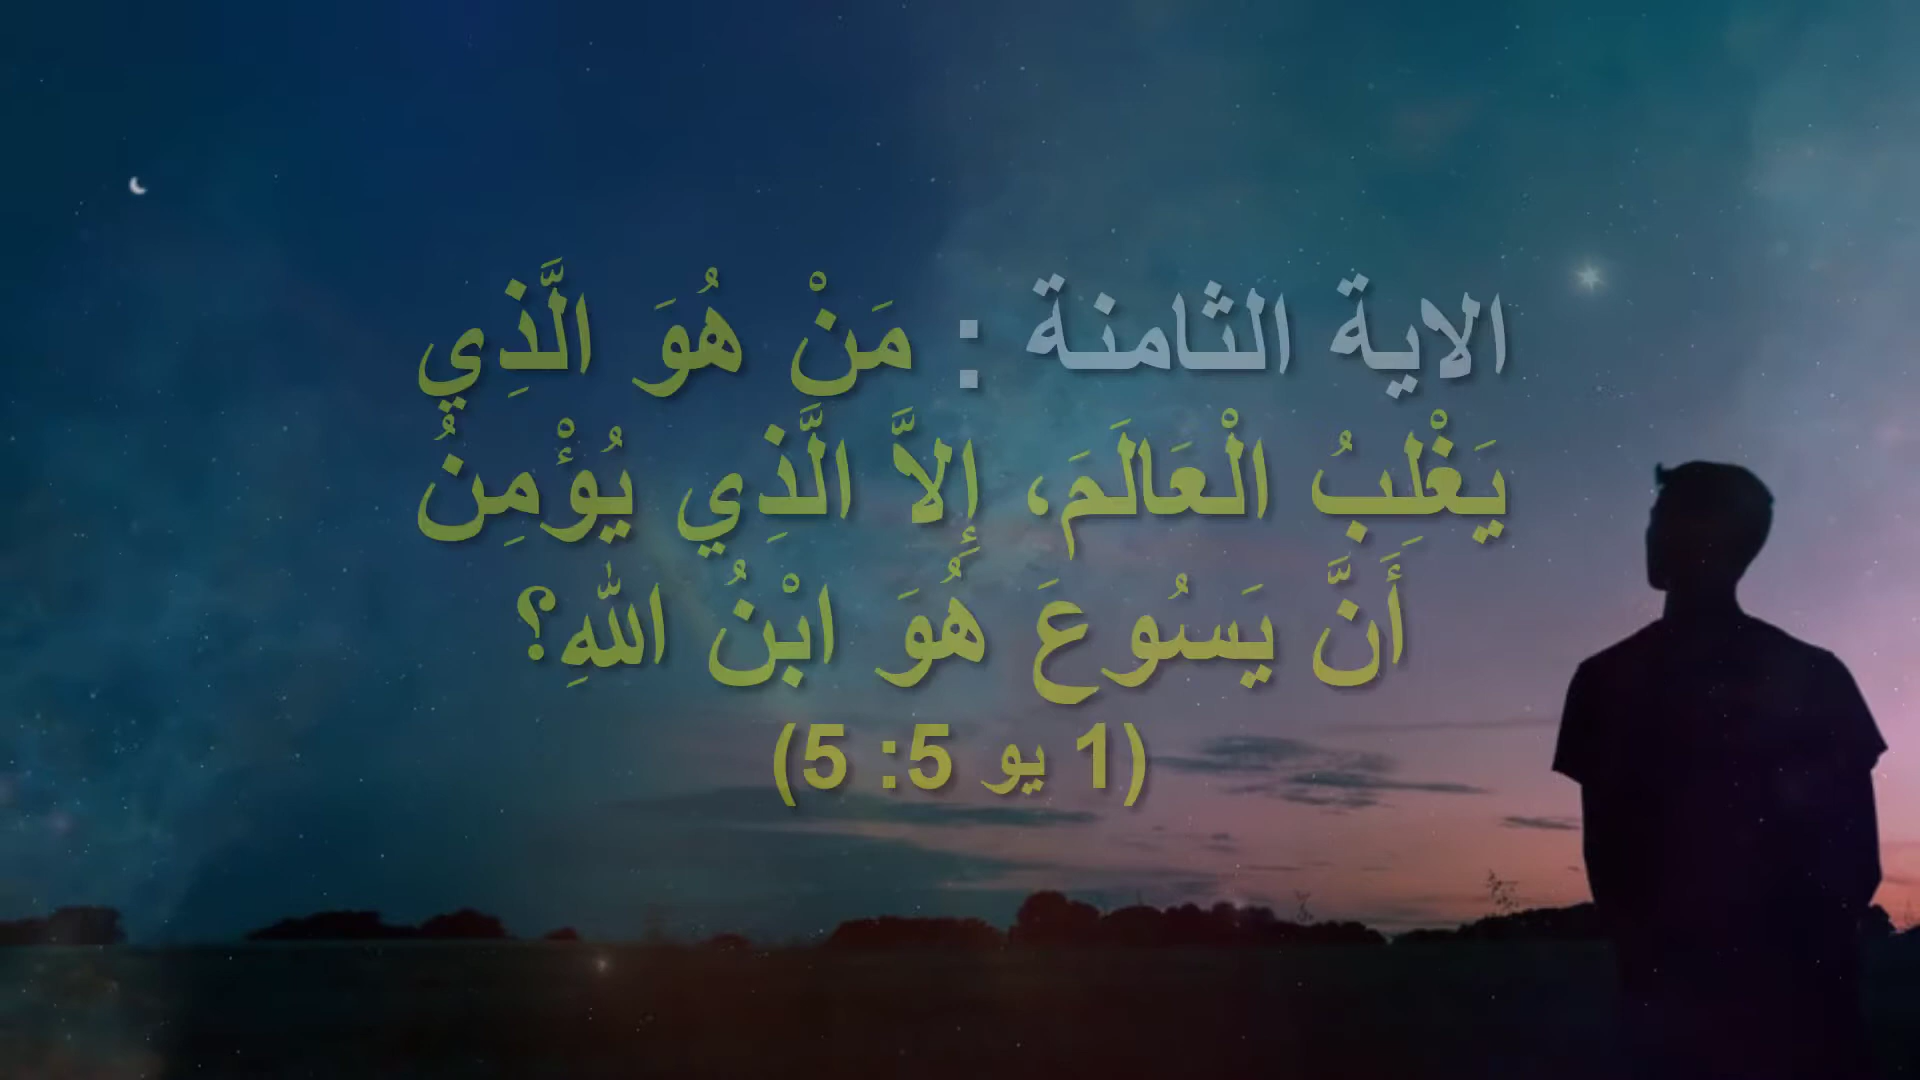 الاية الثامنة : مَنْ هُوَ الَّذِي
يَغْلِبُ الْعَالَمَ، إِلاَّ الَّذِي يُؤْمِنُ
أَنَّ يَسُوعَ هُوَ ابْنُ اللهِ؟
(1 يو 5: 5)